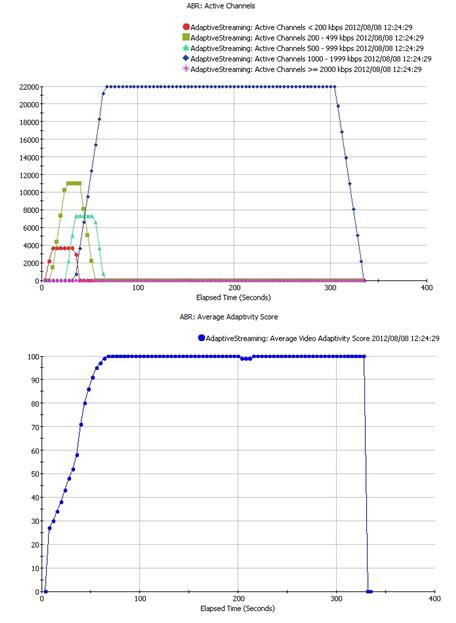 ABR: Active Channels
AdaptiveStreaming: Active Channels < 200 kbps 2012/08/08 12:24:29
AdaptiveStreaming: Active Channels 200 - 499 kbps 2012/08/08 12:24:29
AdaptiveStreaming: Active Channels 500 - 999 kbps 2012/08/08 12:24:29
AdaptiveStreaming: Active Channels 1000 - 1999 kbps 2012/08/08 12:24:29
AdaptiveStreaming: Active Channels >= 2000 kbps 2012/08/08 12:24:29
22000
20000
18000
16000
14000
12000
10000
8000
6000
4000
2000
0
0 100 200 300 400
Elapsed Time (Seconds)
ABR: Average Adaptivity Score
AdaptiveStreaming: Average Video Adaptivity Score 2012/08/08 12:24:29
100
90
80
70
60
50
40
30
20
10
0
0 100 200 300 400
Elapsed Time (Seconds)